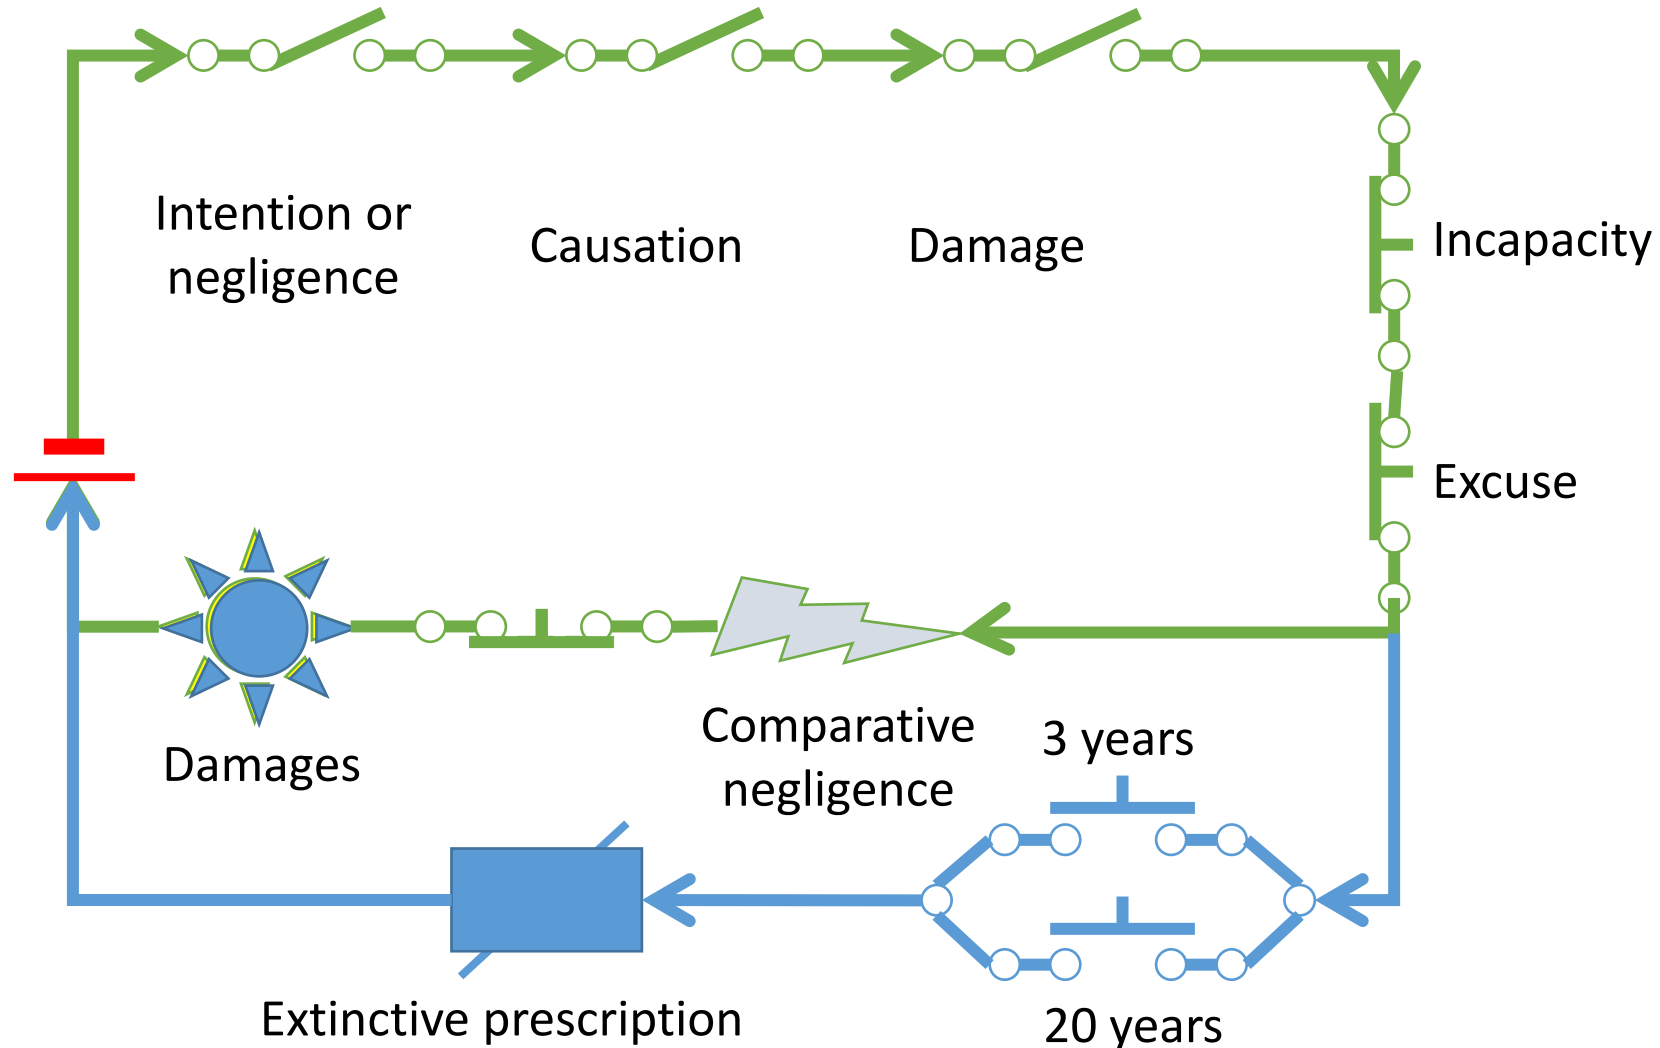 Intention or
negligence
Causation
Damage
Incapacity
Excuse
Damages
Comparative
negligence
3 years
Extinctive prescription
20 years